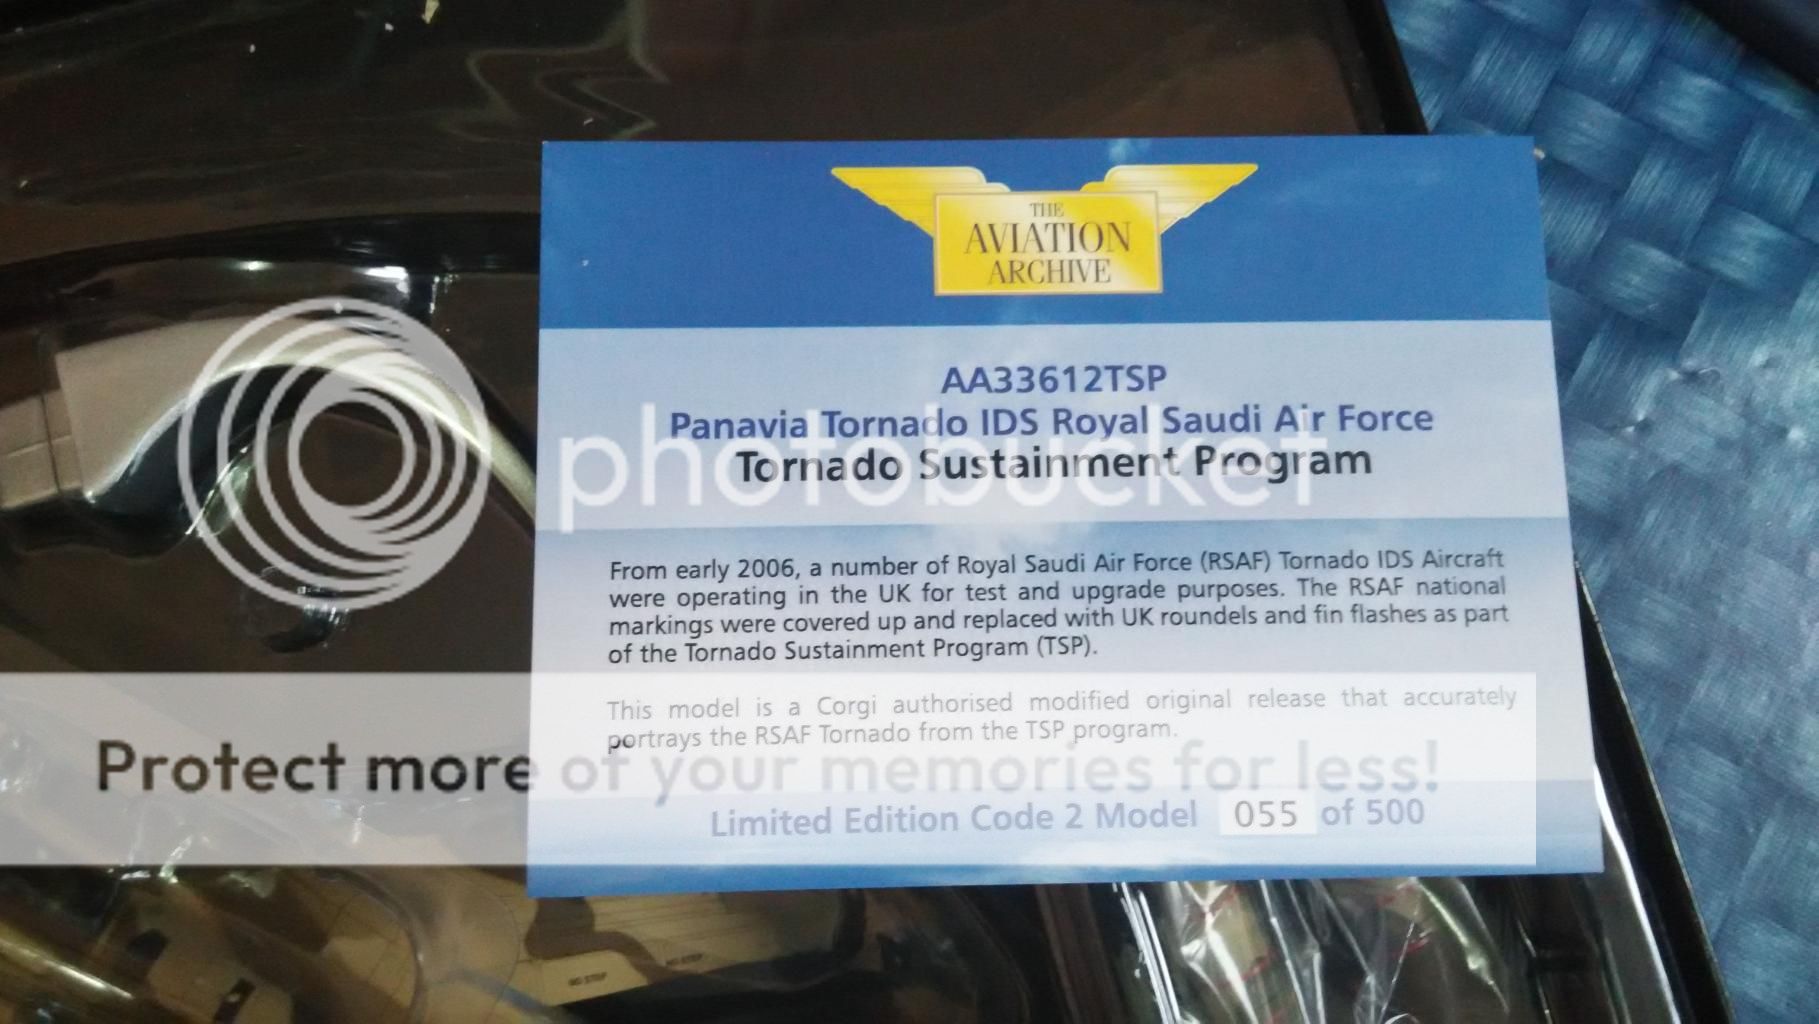 THE
AVIATION
ARCHIVE
AA33612TSP
Panavia Tornado IDS Royal Saudi Air Force
Tornado Sustainment Program
photobucket
From early 2006, a number of Royal Saudi Air Force (RSAF) Tornado IDS Aircraft
were operating in the UK for test and upgrade purposes. The RSAF national
markings were covered up and replaced with UK roundels and fin flashes as part
of the Tornado Sustainment Program (TSP).
This model is a Corgi authorised modified original release that accurately
portrays the RSAF Tornado from the TSP program.
Protect more of your memories for less!
Limited Edition Code 2 Model 055 of 500
NO STEP
NO STEP